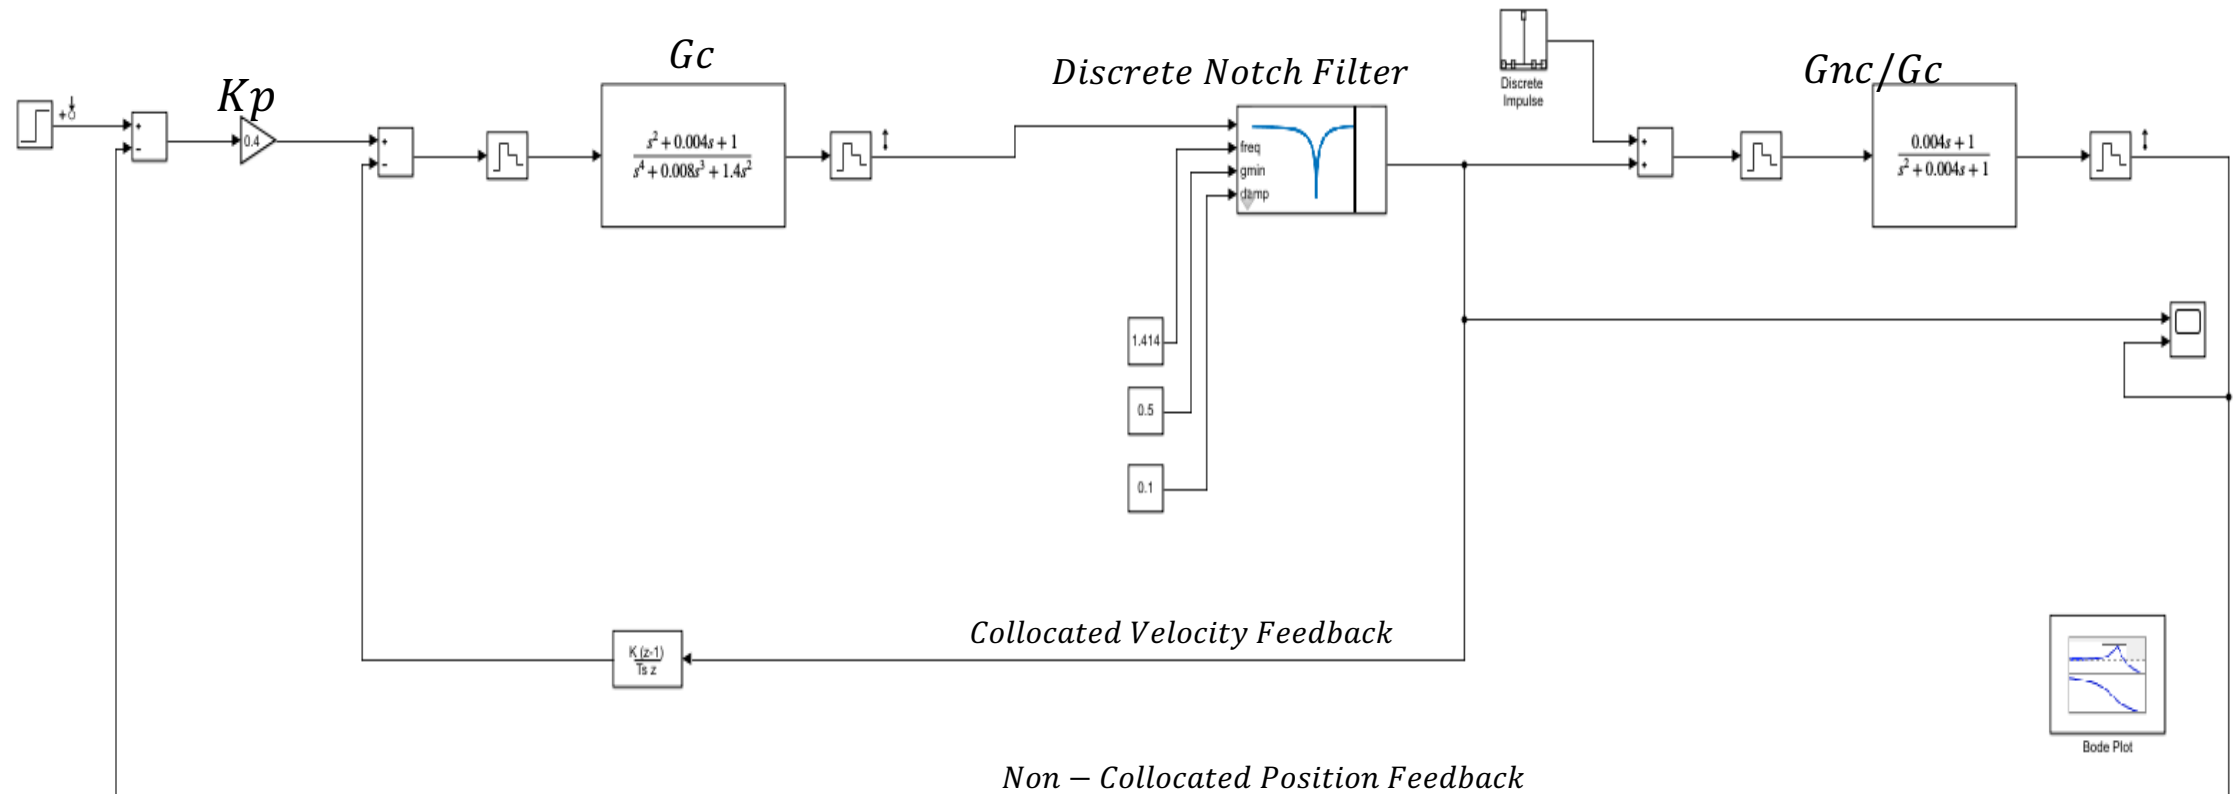 Gc
Kp
Discrete Notch Filter
Gnc/Gc
Discrete
Impulse
+
-
0.4
+
-
s² + 0.004s + 1
s⁴ + 0.008s³ + 1.4s²
freq
gmin
damp
+
+
0.004s + 1
s² + 0.004s + 1
1.414
0.5
0.1
Collocated Velocity Feedback
K (z-1)
Ts z
Bode Plot
Non − Collocated Position Feedback